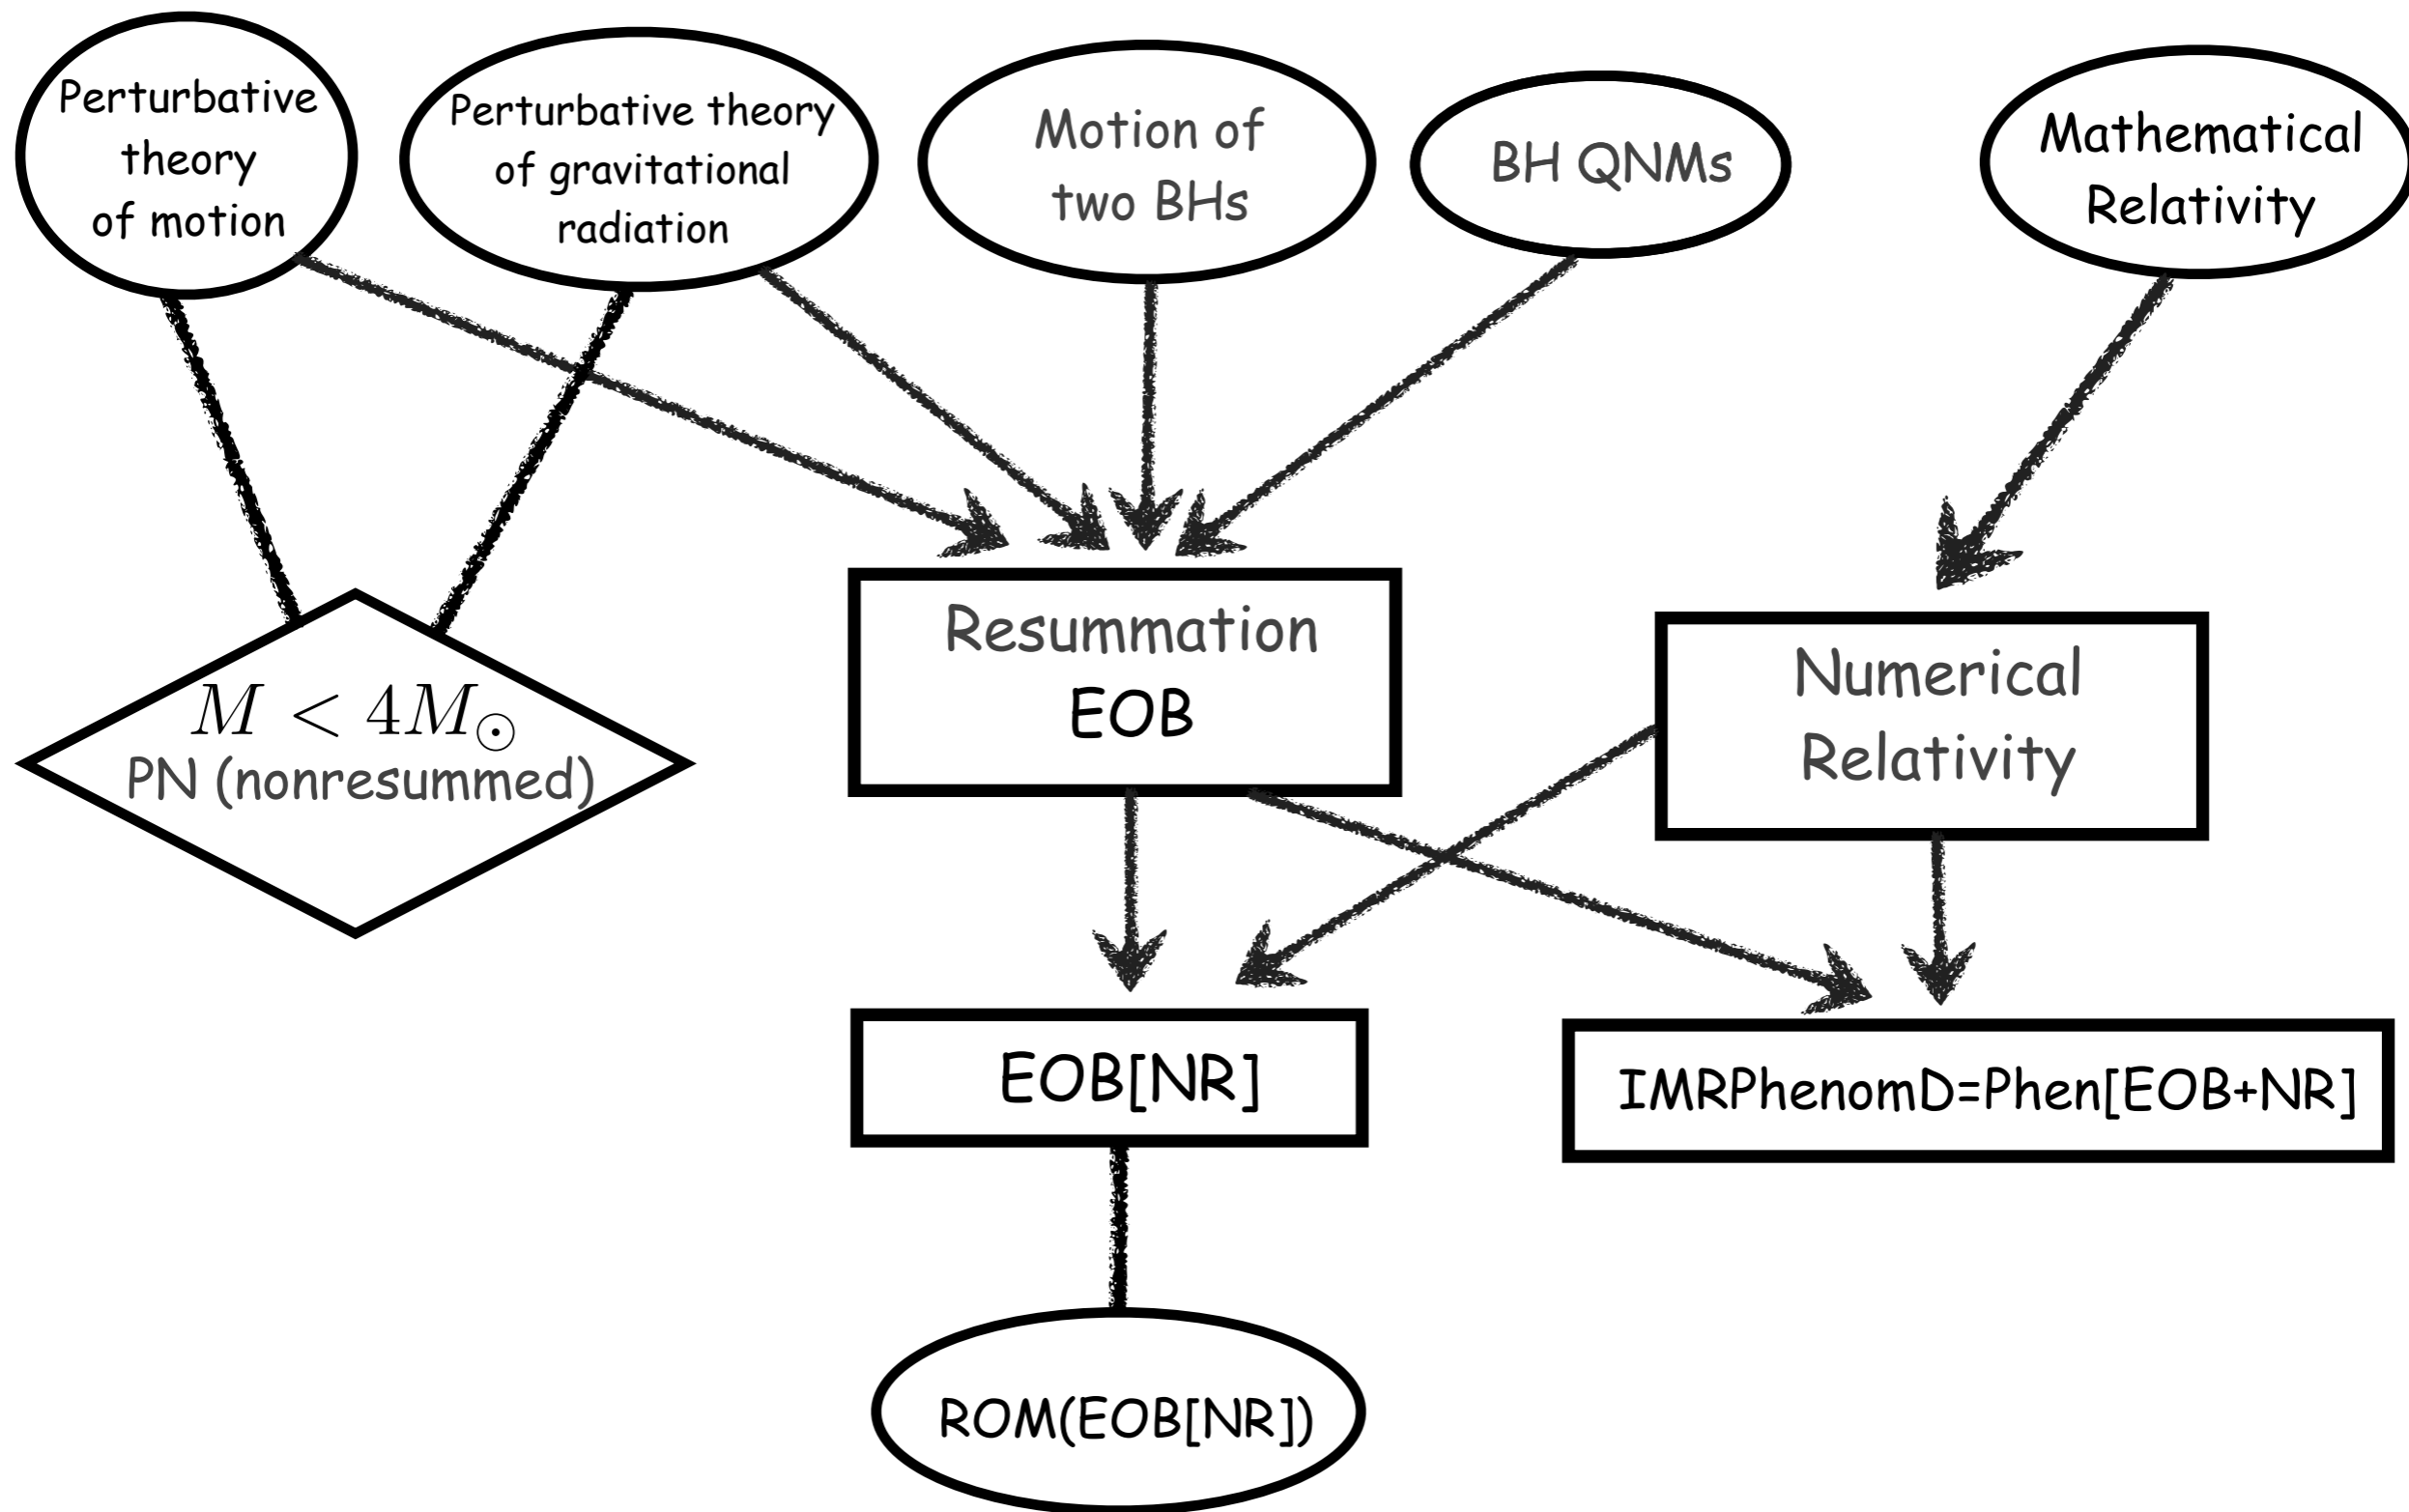 Perturbative
theory
of motion
Perturbative theory
of gravitational
radiation
Motion of
two BHs
BH QNMs
Mathematical
Relativity
M < 4M☉
PN (nonresummed)
Resummation
EOB
Numerical
Relativity
EOB[NR]
IMRPhenomD=Phen[EOB+NR]
ROM(EOB[NR])